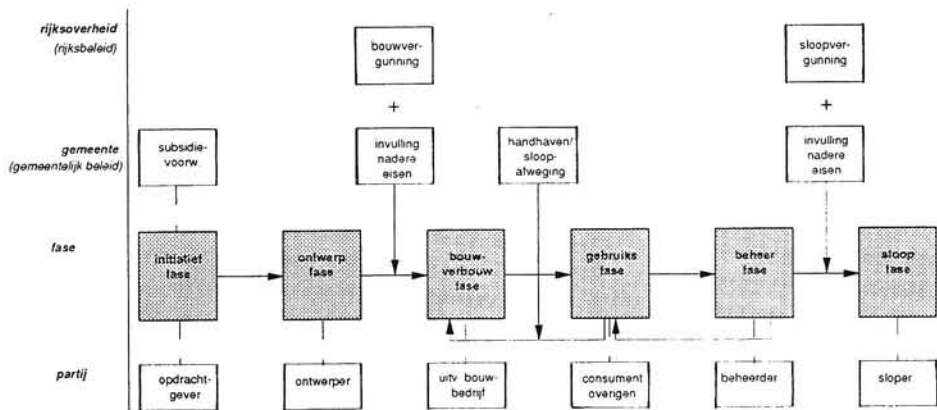 rijksoverheid
(rijksbeleid)
bouwver-
gunning
sloopver-
gunning
+
+
gemeente
(gemeentelijk beleid)
subsidie-
voorw.
invulling
nadere
eisen
handhaven/
sloop-
afweging
invulling
nadere
eisen
fase
initiatief
fase
ontwerp
fase
bouw-
verbouw
fase
gebruiks
fase
beheer
fase
sloop
fase
partij
opdracht-
gever
ontwerper
uitv bouw-
bedrijf
consument
overigen
beheerder
sloper